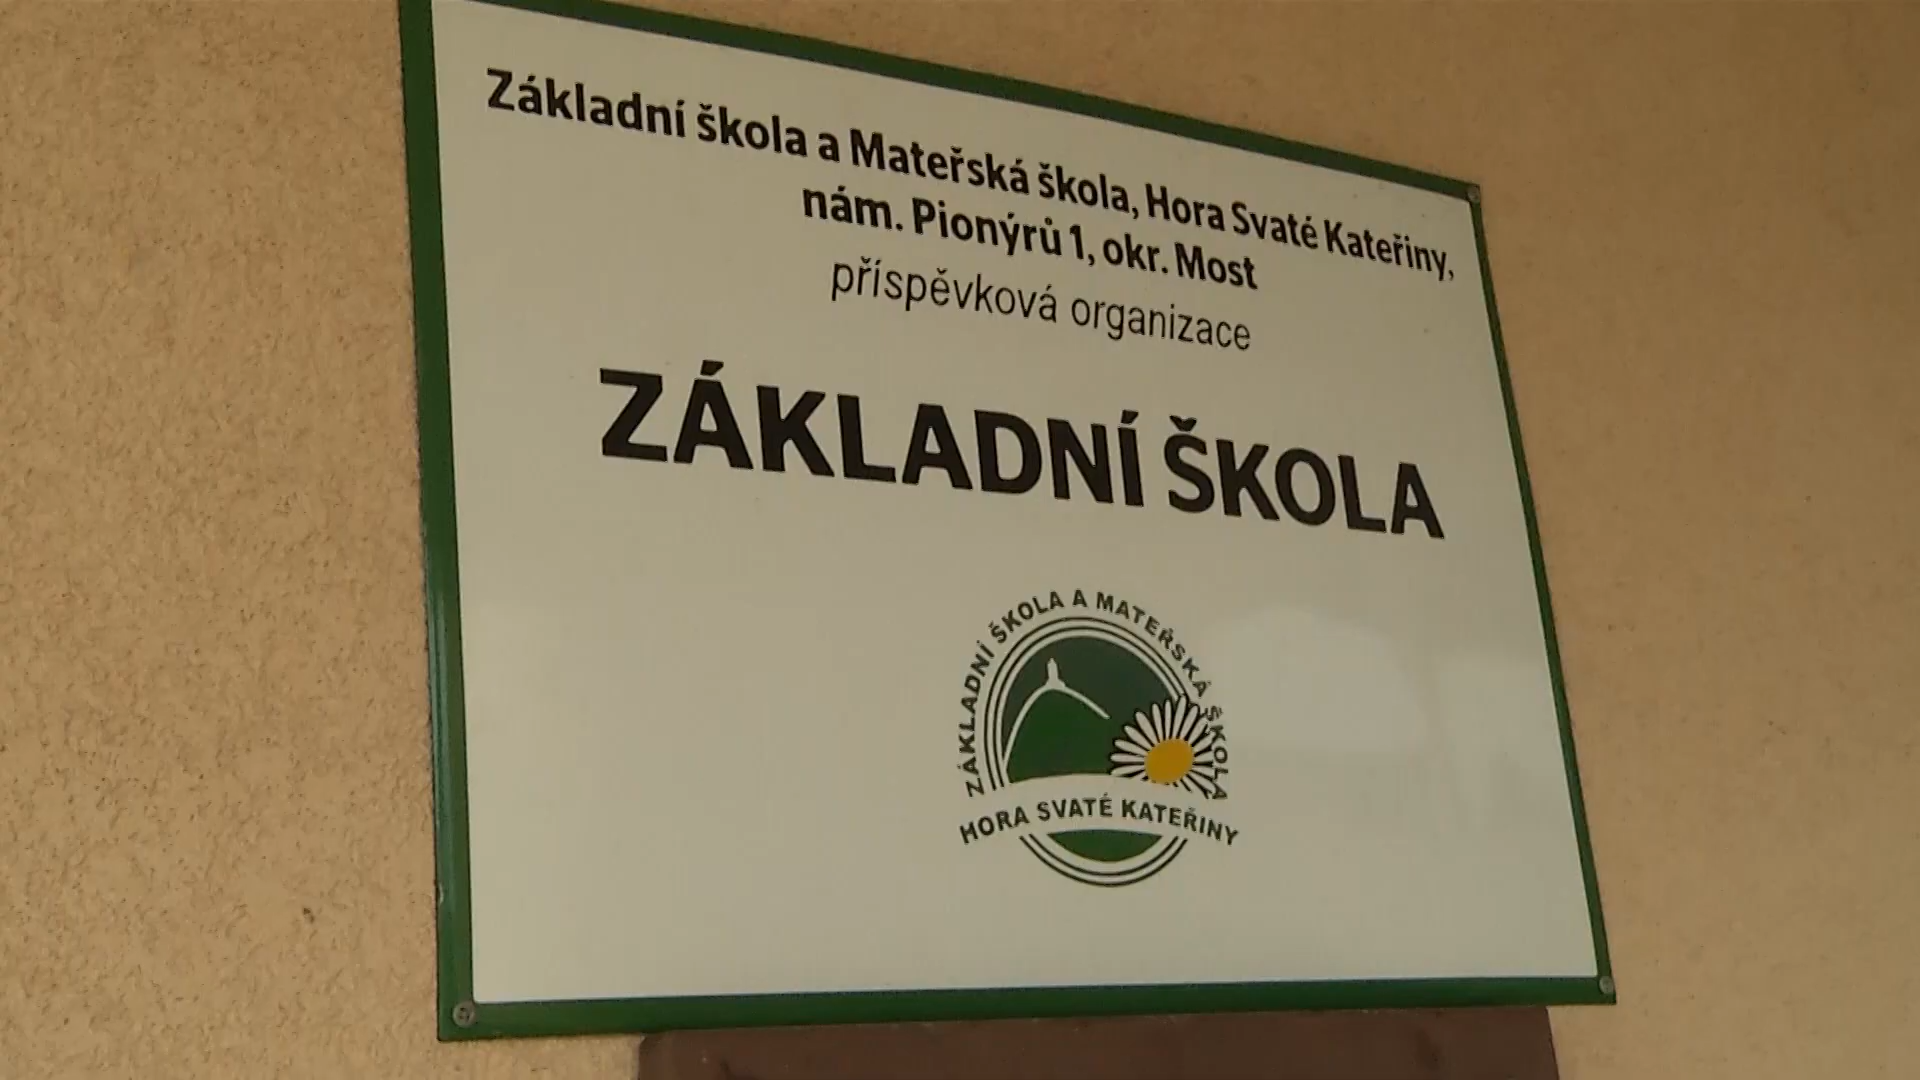 Základní škola a Mateřská škola, Hora Svaté Kateřiny,
nám. Pionýrů 1, okr. Most
příspěvková organizace
ZÁKLADNÍ ŠKOLA
ZÁKLADNÍ ŠKOLA A MATEŘSKÁ ŠKOLA
HORA SVATÉ KATEŘINY